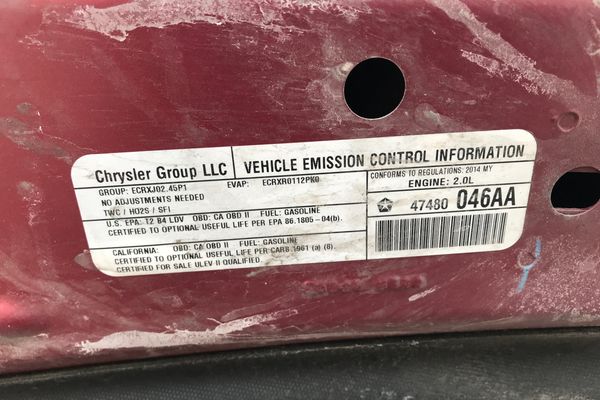 Chrysler Group LLC
VEHICLE EMISSION CONTROL INFORMATION
GROUP: ECRXJ02.45P1 EVAP: ECRXR0112PK0
NO ADJUSTMENTS NEEDED
TWC / HO2S / SFI
CONFORMS TO REGULATIONS: 2014 MY
ENGINE: 2.0L
47480 046AA
U.S. EPA: T2 B4 LDV OBD: CA OBD II FUEL: GASOLINE
CERTIFIED TO OPTIONAL USEFUL LIFE PER EPA 86.1805-04(b).
CALIFORNIA: OBD: CA OBD II FUEL: GASOLINE
CERTIFIED TO OPTIONAL USEFUL LIFE PER CARB 1961 (a) (8).
CERTIFIED FOR SALE ULEV II QUALIFIED.